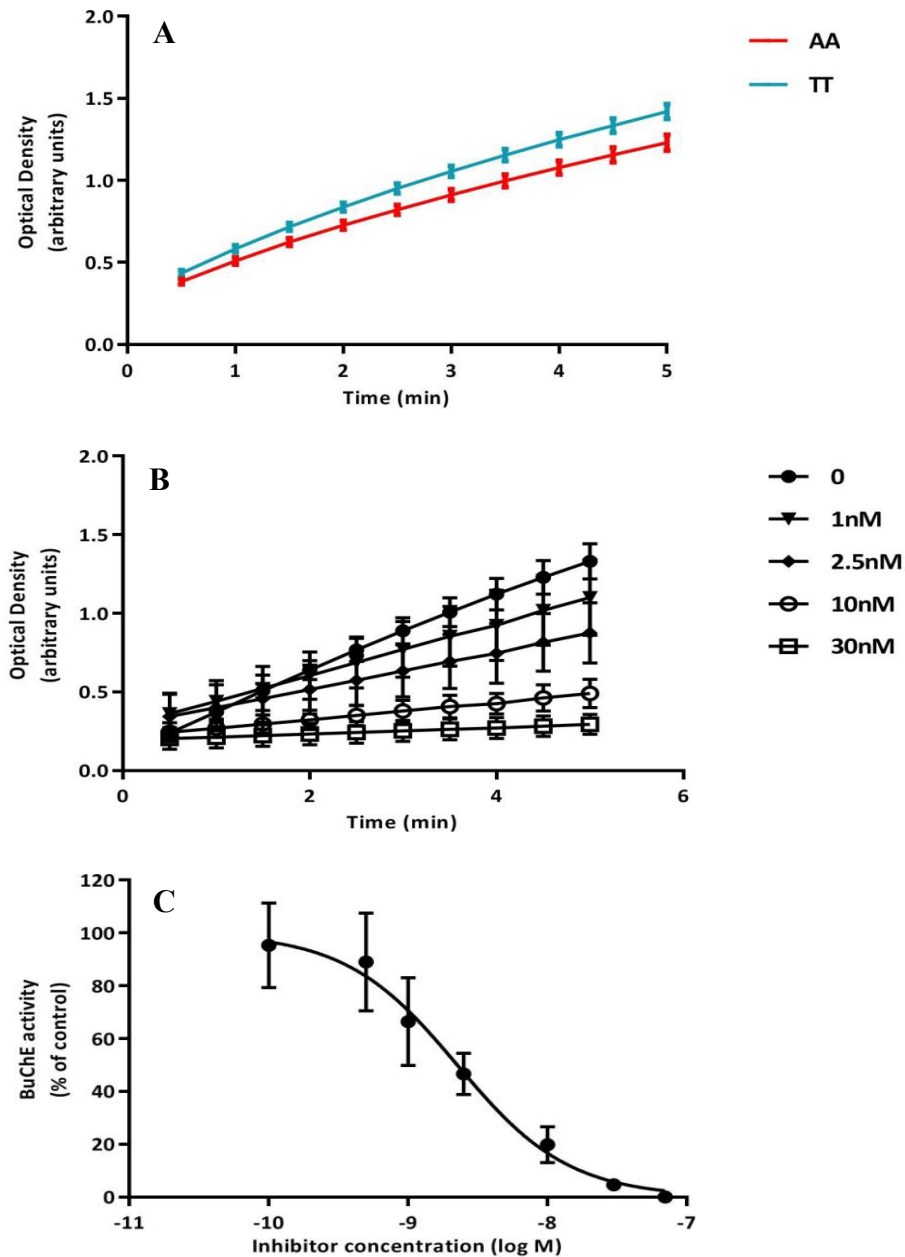 A
2.0
1.5
1.0
0.5
0.0
Optical Density
(arbitrary units)
0 1 2 3 4 5
Time (min)
AA
TT
B
2.0
1.5
1.0
0.5
0.0
Optical Density
(arbitrary units)
0 2 4 6
Time (min)
0
1nM
2.5nM
10nM
30nM
C
120
100
80
60
40
20
0
BuChE activity
(% of control)
-11 -10 -9 -8 -7
Inhibitor concentration (log M)